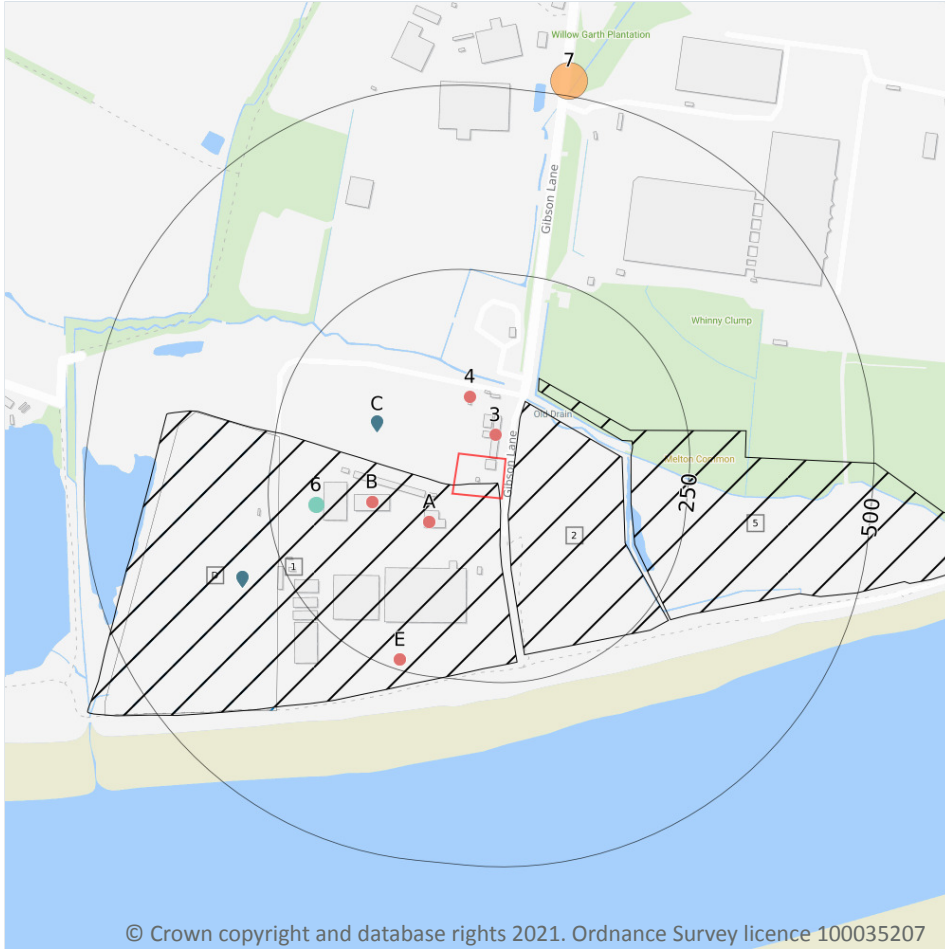 Willow Garth Plantation
7
Gibson Lane
Whinny Clump
4
C
3
Old Drain
Gibson Lane
Melton Common
250
500
6
B
A
2
5
1
E
© Crown copyright and database rights 2021. Ordnance Survey licence 100035207